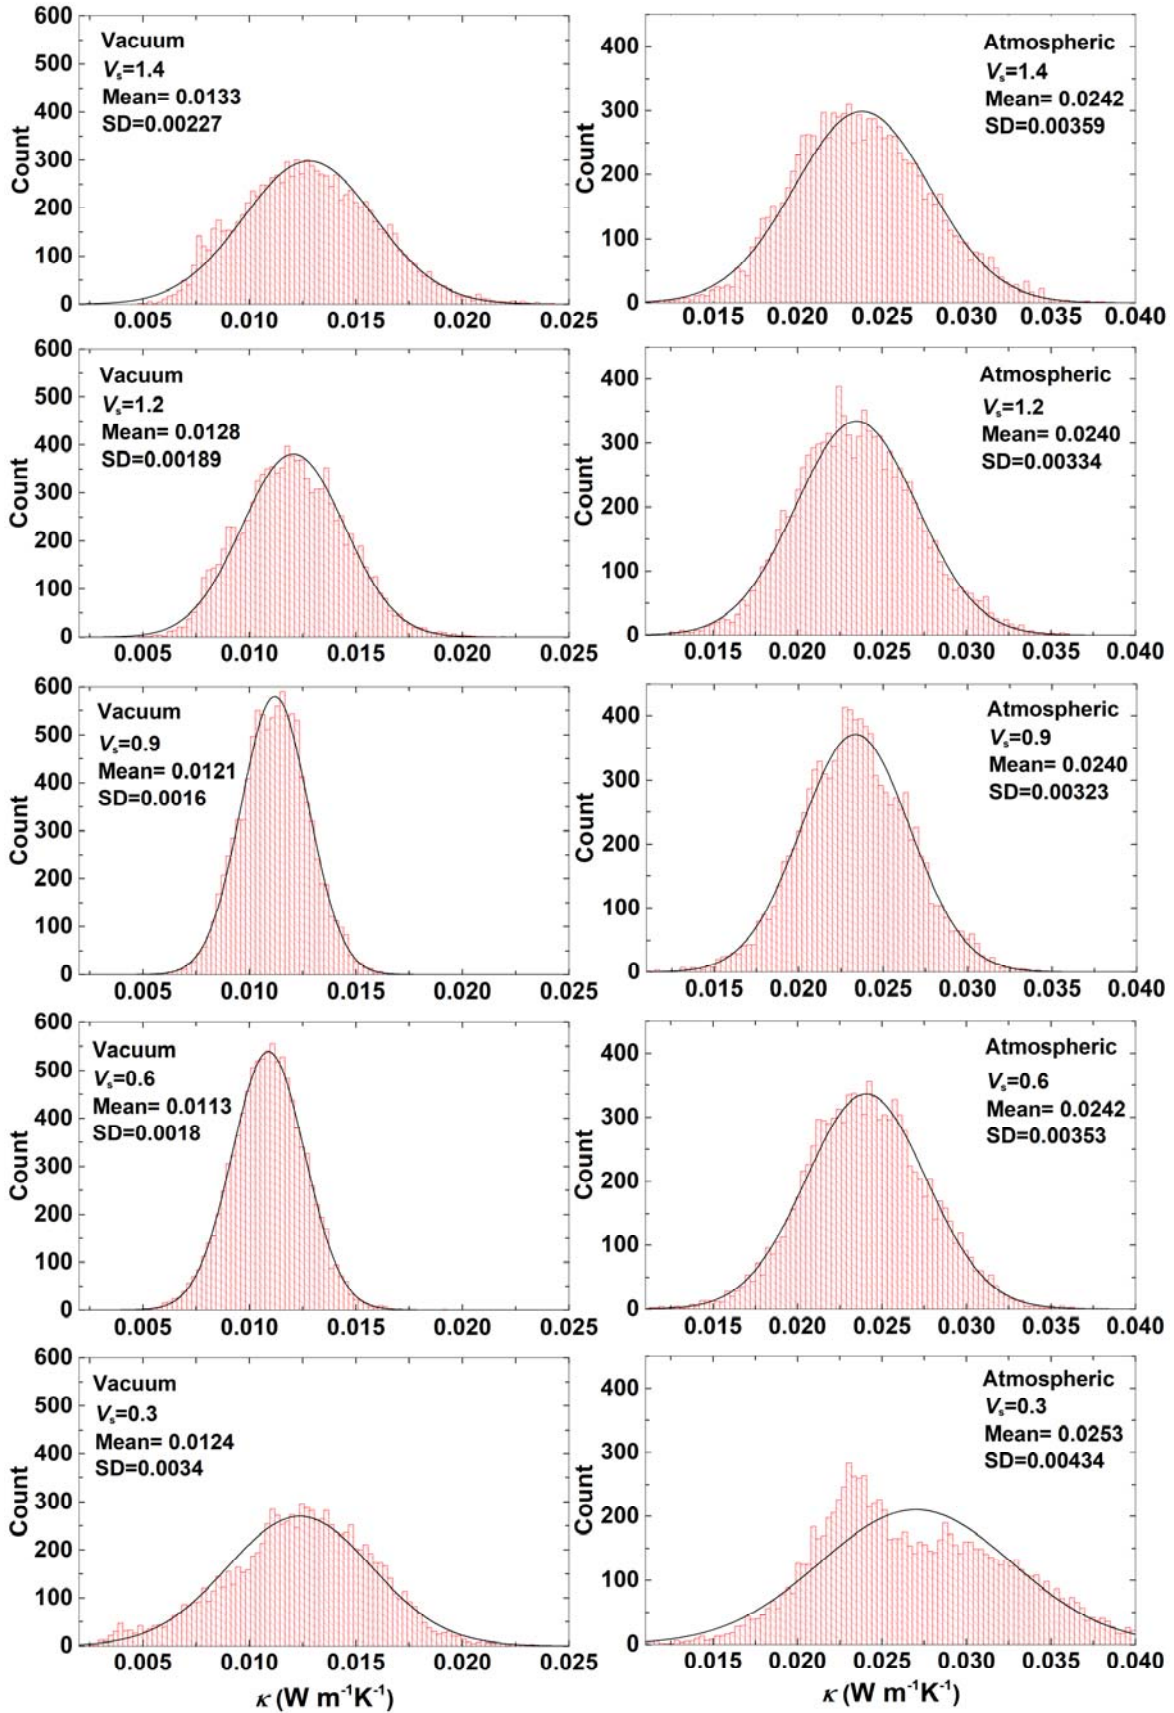 600
500
400
300
200
100
0
Count
Vacuum
Vs=1.4
Mean= 0.0133
SD=0.00227
0.005 0.010 0.015 0.020 0.025
400
300
200
100
0
Count
Atmospheric
Vs=1.4
Mean= 0.0242
SD=0.00359
0.015 0.020 0.025 0.030 0.035 0.040
600
500
400
300
200
100
0
Count
Vacuum
Vs=1.2
Mean= 0.0128
SD=0.00189
0.005 0.010 0.015 0.020 0.025
400
300
200
100
0
Count
Atmospheric
Vs=1.2
Mean= 0.0240
SD=0.00334
0.015 0.020 0.025 0.030 0.035 0.040
600
500
400
300
200
100
0
Count
Vacuum
Vs=0.9
Mean= 0.0121
SD=0.0016
0.005 0.010 0.015 0.020 0.025
400
300
200
100
0
Count
Atmospheric
Vs=0.9
Mean= 0.0240
SD=0.00323
0.015 0.020 0.025 0.030 0.035 0.040
600
500
400
300
200
100
0
Count
Vacuum
Vs=0.6
Mean= 0.0113
SD=0.0018
0.005 0.010 0.015 0.020 0.025
400
300
200
100
0
Count
Atmospheric
Vs=0.6
Mean= 0.0242
SD=0.00353
0.015 0.020 0.025 0.030 0.035 0.040
600
500
400
300
200
100
0
Count
Vacuum
Vs=0.3
Mean= 0.0124
SD=0.0034
0.005 0.010 0.015 0.020 0.025
κ (W m⁻¹K⁻¹)
400
300
200
100
0
Count
Atmospheric
Vs=0.3
Mean= 0.0253
SD=0.00434
0.015 0.020 0.025 0.030 0.035 0.040
κ (W m⁻¹K⁻¹)